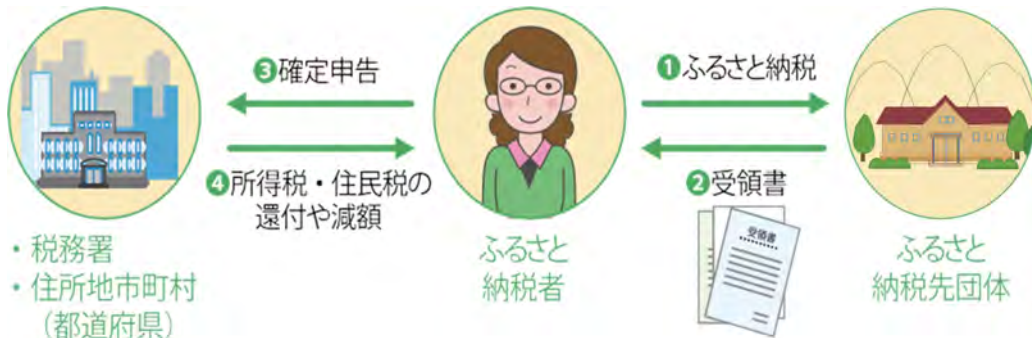 ❸確定申告
❹所得税・住民税の
還付や減額
・税務署
・住所地市町村
（都道府県）
ふるさと
納税者
❶ふるさと納税
❷受領書
受領書
ふるさと
納税先団体